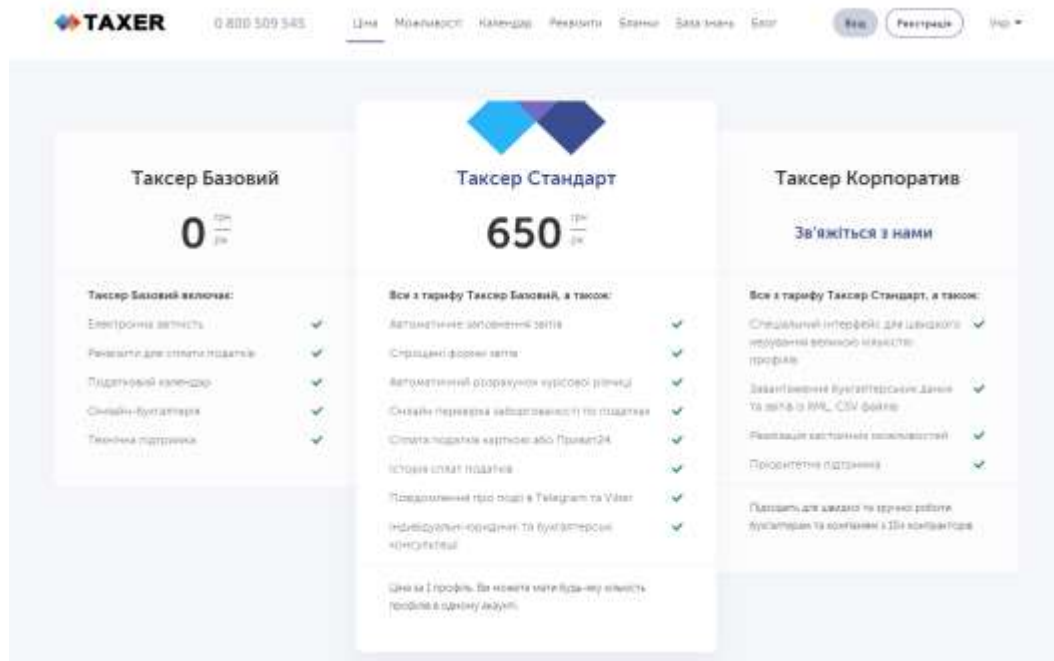 TAXER
0 800 509 545
Ціна Можливості Календар Реквізити Бланки База знань Блог
Вхід Реєстрація Укр
Таксер Базовий
0 грн рік
Таксер Базовий включає:
Електронна звітність
Реквізити для сплати податків
Податковий календар
Онлайн-бухгалтерія
Технічна підтримка
Таксер Стандарт
650 грн рік
Все з тарифу Таксер Базовий, а також:
Автоматичне заповнення звітів
Спрощені форми звітів
Автоматичний розрахунок курсової різниці
Онлайн перевірка заборгованості по податках
Сплата податків карткою або Приват24
Історія сплат податків
Повідомлення про події в Telegram та Viber
Індивідуальні юридичні та бухгалтерські
консультації
Ціна за 1 профіль. Ви можете мати будь-яку кількість
профілів в одному акаунті.
Таксер Корпоратив
Зв'яжіться з нами
Все з тарифу Таксер Стандарт, а також:
Спеціальний інтерфейс для швидкого
керування великою кількістю
профілів
Завантаження бухгалтерських даних
та звітів із XML, CSV файлів
Реалізація кастомних можливостей
Пріоритетна підтримка
Підходить для швидкої та зручної роботи
бухгалтерам та компаніям з 10+ контракторів